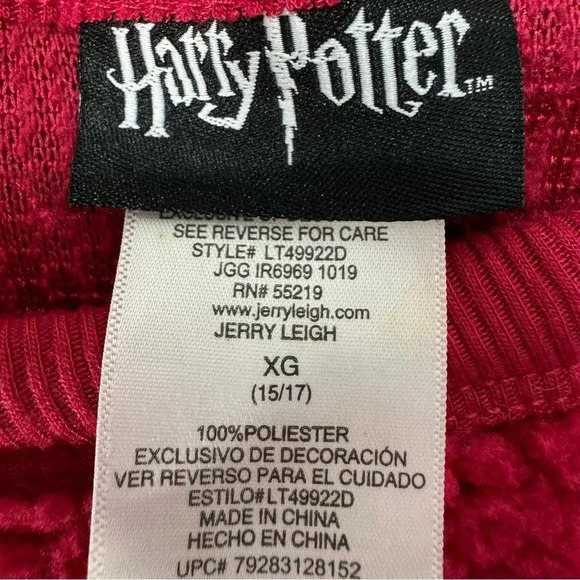 Harry Potter TM
SEE REVERSE FOR CARE
STYLE# LT49922D
JGG IR6969 1019
RN# 55219
www.jerryleigh.com
JERRY LEIGH
XG
(15/17)
100%POLIESTER
EXCLUSIVO DE DECORACIÓN
VER REVERSO PARA EL CUIDADO
ESTILO#LT49922D
MADE IN CHINA
HECHO EN CHINA
UPC# 79283128152